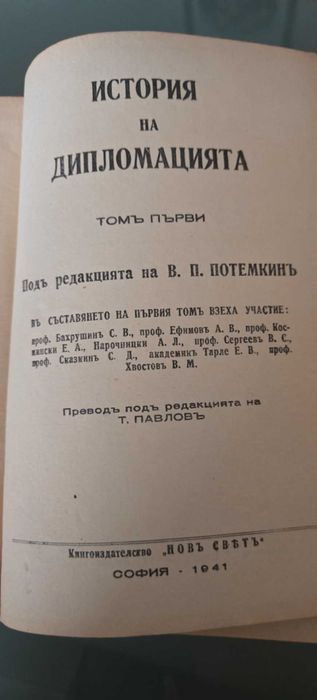 ИСТОРИЯ
НА
ДИПЛОМАЦИЯТА
ТОМЪ ПЪРВИ
Подъ редакцията на В. П. ПОТЕМКИНЪ
ВЪ СЪСТАВЯНЕТО НА ПЪРВИЯ ТОМЪ ВЗЕХА УЧАСТИЕ:
проф. Бахрушин С. В., проф. Ефимовъ А. В., проф. Кос-
мински Е. А., Нарочницки А. Л., проф. Сергеевъ В. С.,
проф. Сказкинъ С. Д., академикъ Тарле Е. В., проф.
Хвостовъ В. М.
Преводъ подъ редакцията на
Т. ПАВЛОВЪ
Книгоиздателство „НОВЪ СВѢТЪ"
СОФИЯ - 1941